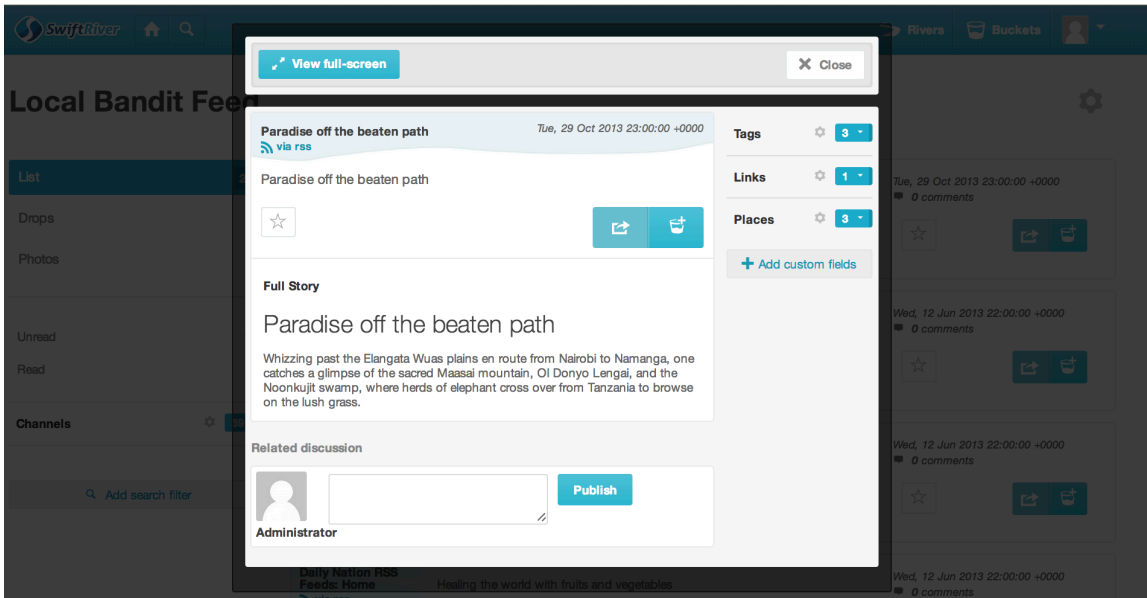 SwiftRiver
Rivers
Buckets
View full-screen
Close
Local Bandit Feed
Paradise off the beaten path
Tue, 29 Oct 2013 23:00:00 +0000
via rss
Paradise off the beaten path
Full Story
Paradise off the beaten path
Whizzing past the Elangata Wuas plains en route from Nairobi to Namanga, one
catches a glimpse of the sacred Maasai mountain, Ol Donyo Lengai, and the
Noonkujit swamp, where herds of elephant cross over from Tanzania to browse
on the lush grass.
Related discussion
Administrator
Publish
Tags
3
Links
1
Places
3
Add custom fields
List
Drops
Photos
Unread
Read
Channels
Add search filter
Tue, 29 Oct 2013 23:00:00 +0000
0 comments
Wed, 12 Jun 2013 22:00:00 +0000
0 comments
Wed, 12 Jun 2013 22:00:00 +0000
0 comments
Daily Nation RSS
Feeds: Home
Healing the world with fruits and vegetables
Wed, 12 Jun 2013 22:00:00 +0000
0 comments